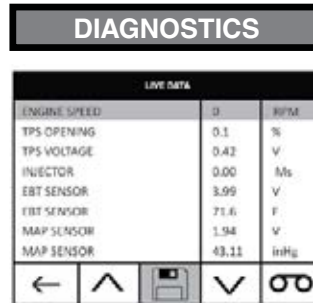 DIAGNOSTICS
LIVE DATA
ENGINE SPEED 0 RPM
TPS OPENING 0.1 %
TPS VOLTAGE 0.42 V
INJECTOR 0.00 Ms
EBT SENSOR 3.99 V
EBT SENSOR 71.6 F
MAP SENSOR 1.94 V
MAP SENSOR 43.11 inHg